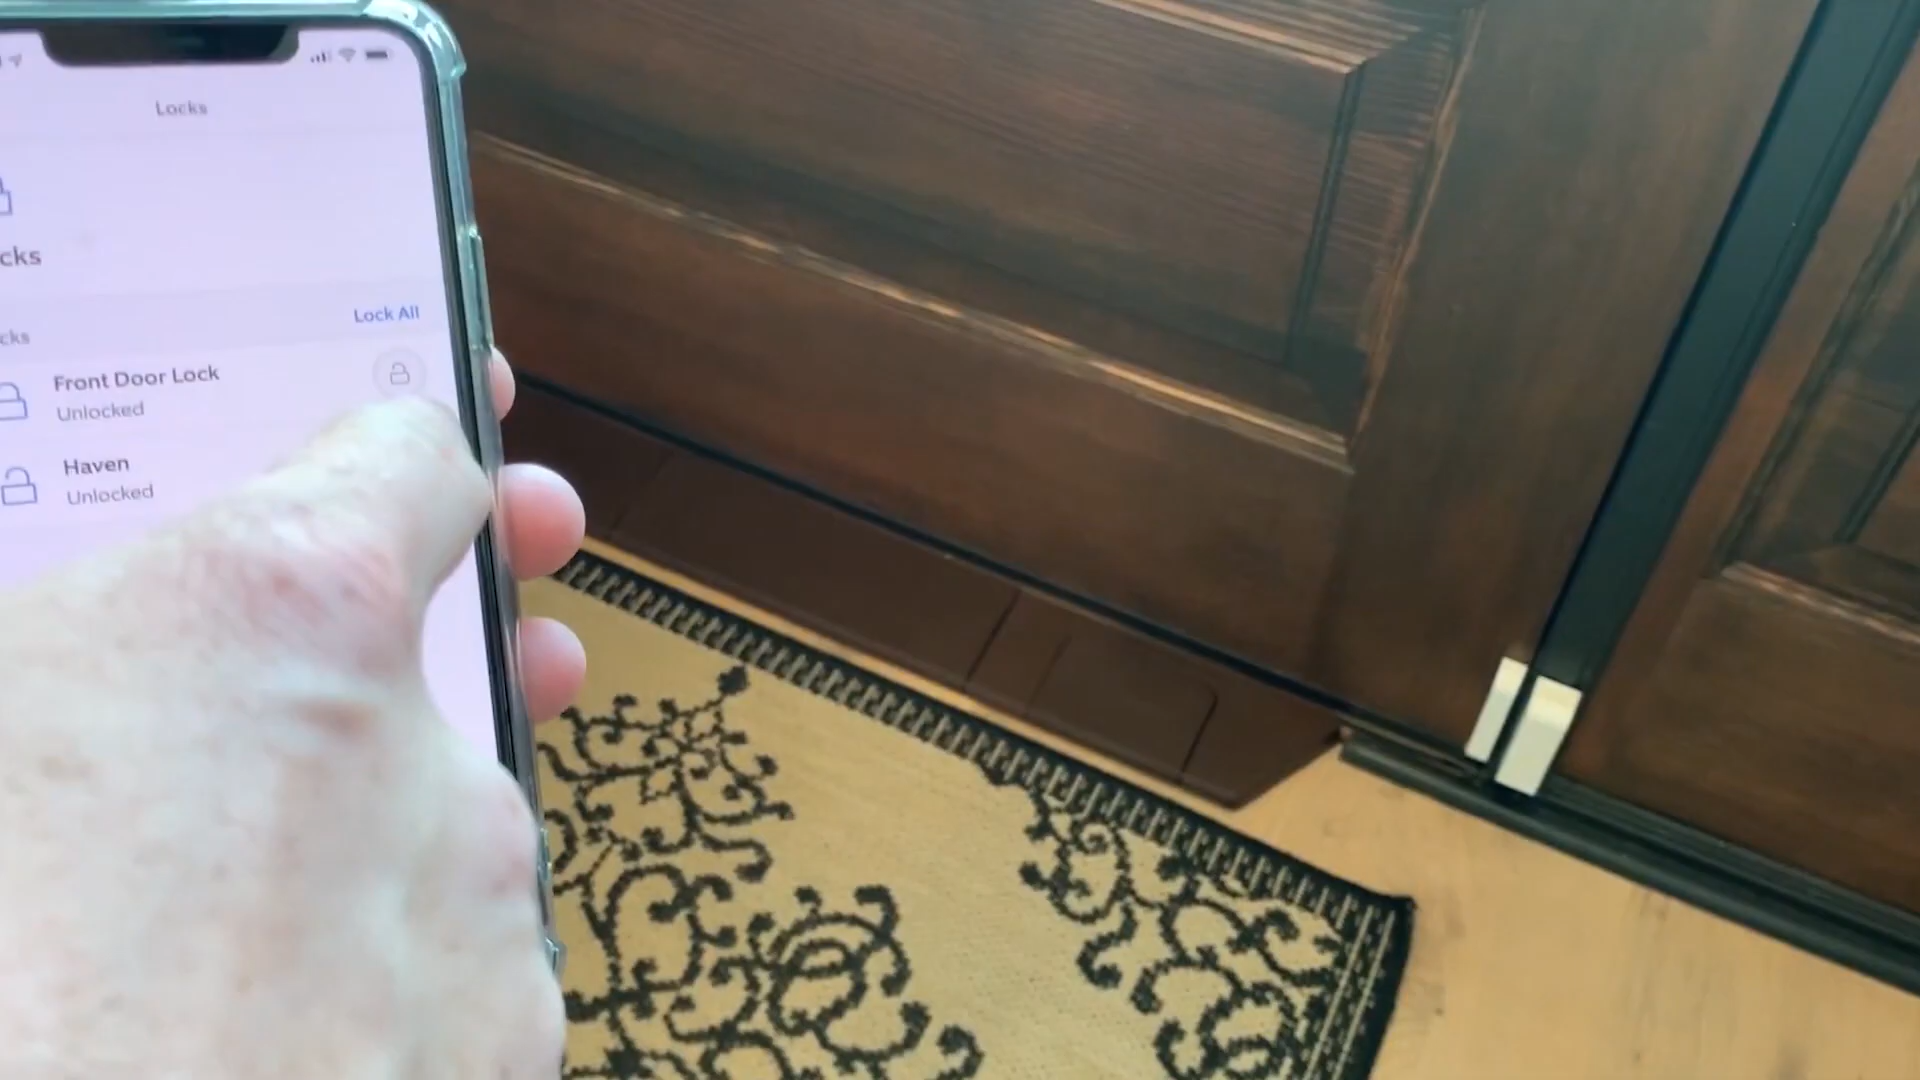 Locks
cks
Lock All
cks
Front Door Lock
Unlocked
Haven
Unlocked